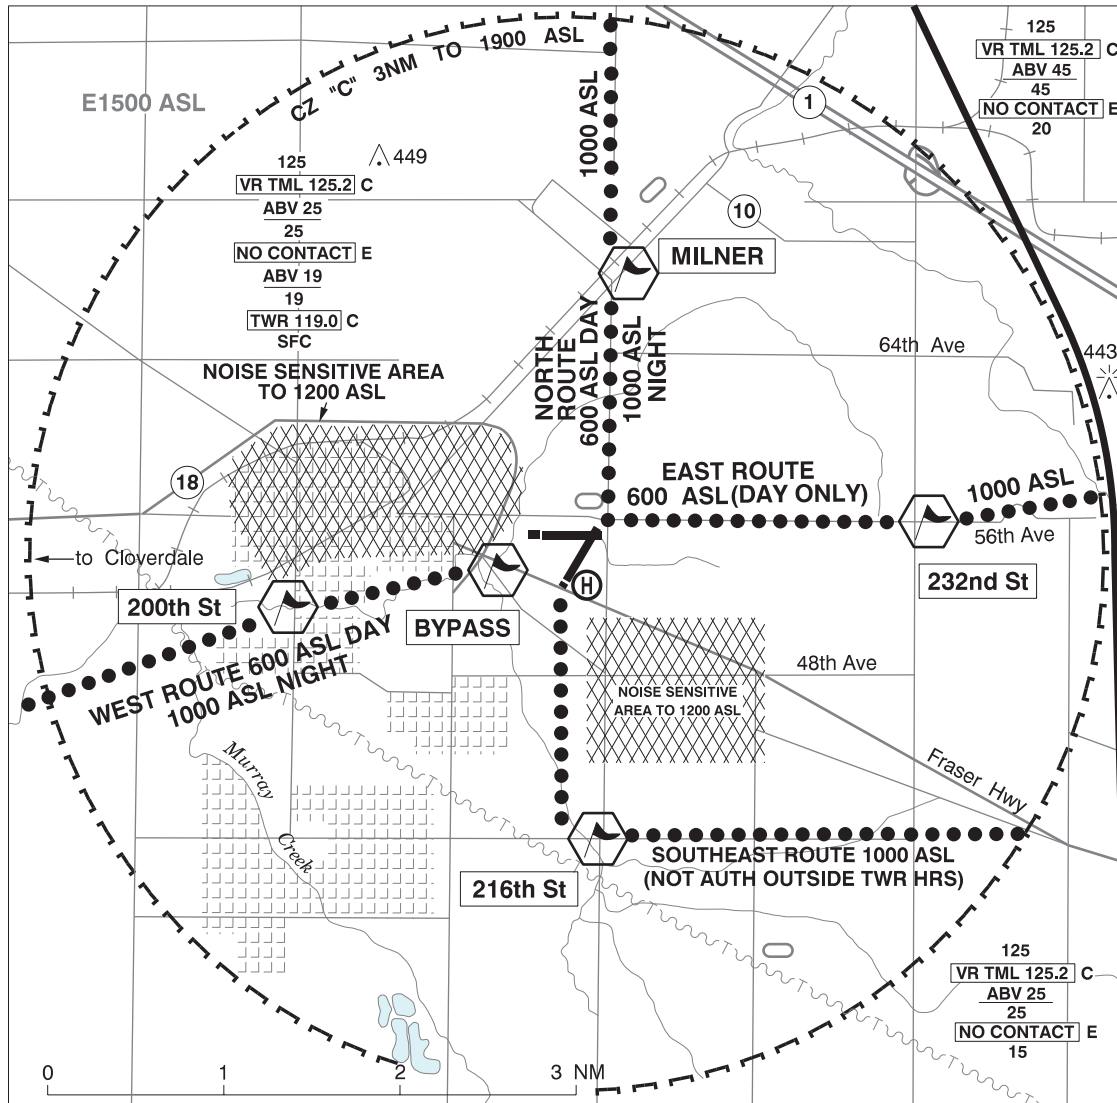 CZ "C" 3NM TO 1900 ASL
E1500 ASL
125
VR TML 125.2 C
ABV 25
25
NO CONTACT E
ABV 19
19
TWR 119.0 C
SFC
449
1000 ASL
1
125
VR TML 125.2 C
ABV 45
45
NO CONTACT E
20
10
MILNER
NORTH
ROUTE
600 ASL DAY
1000 ASL
NIGHT
64th Ave
443
NOISE SENSITIVE AREA
TO 1200 ASL
18
EAST ROUTE
600 ASL (DAY ONLY)
1000 ASL
56th Ave
to Cloverdale
H
232nd St
200th St
BYPASS
WEST ROUTE 600 ASL DAY
1000 ASL NIGHT
48th Ave
NOISE SENSITIVE
AREA TO 1200 ASL
Murray
Creek
Fraser Hwy
SOUTHEAST ROUTE 1000 ASL
(NOT AUTH OUTSIDE TWR HRS)
216th St
125
VR TML 125.2 C
ABV 25
25
NO CONTACT E
15
0 1 2 3 NM